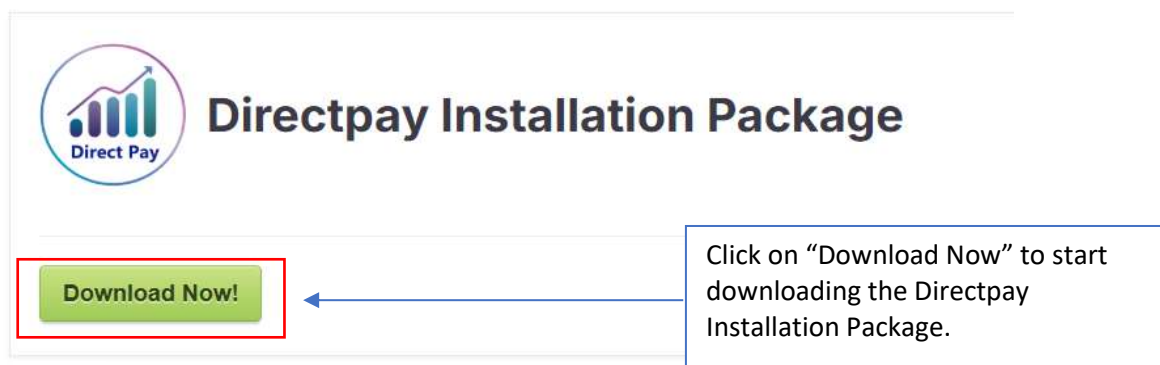 Direct Pay
Directpay Installation Package
Download Now!
Click on “Download Now” to start
downloading the Directpay
Installation Package.